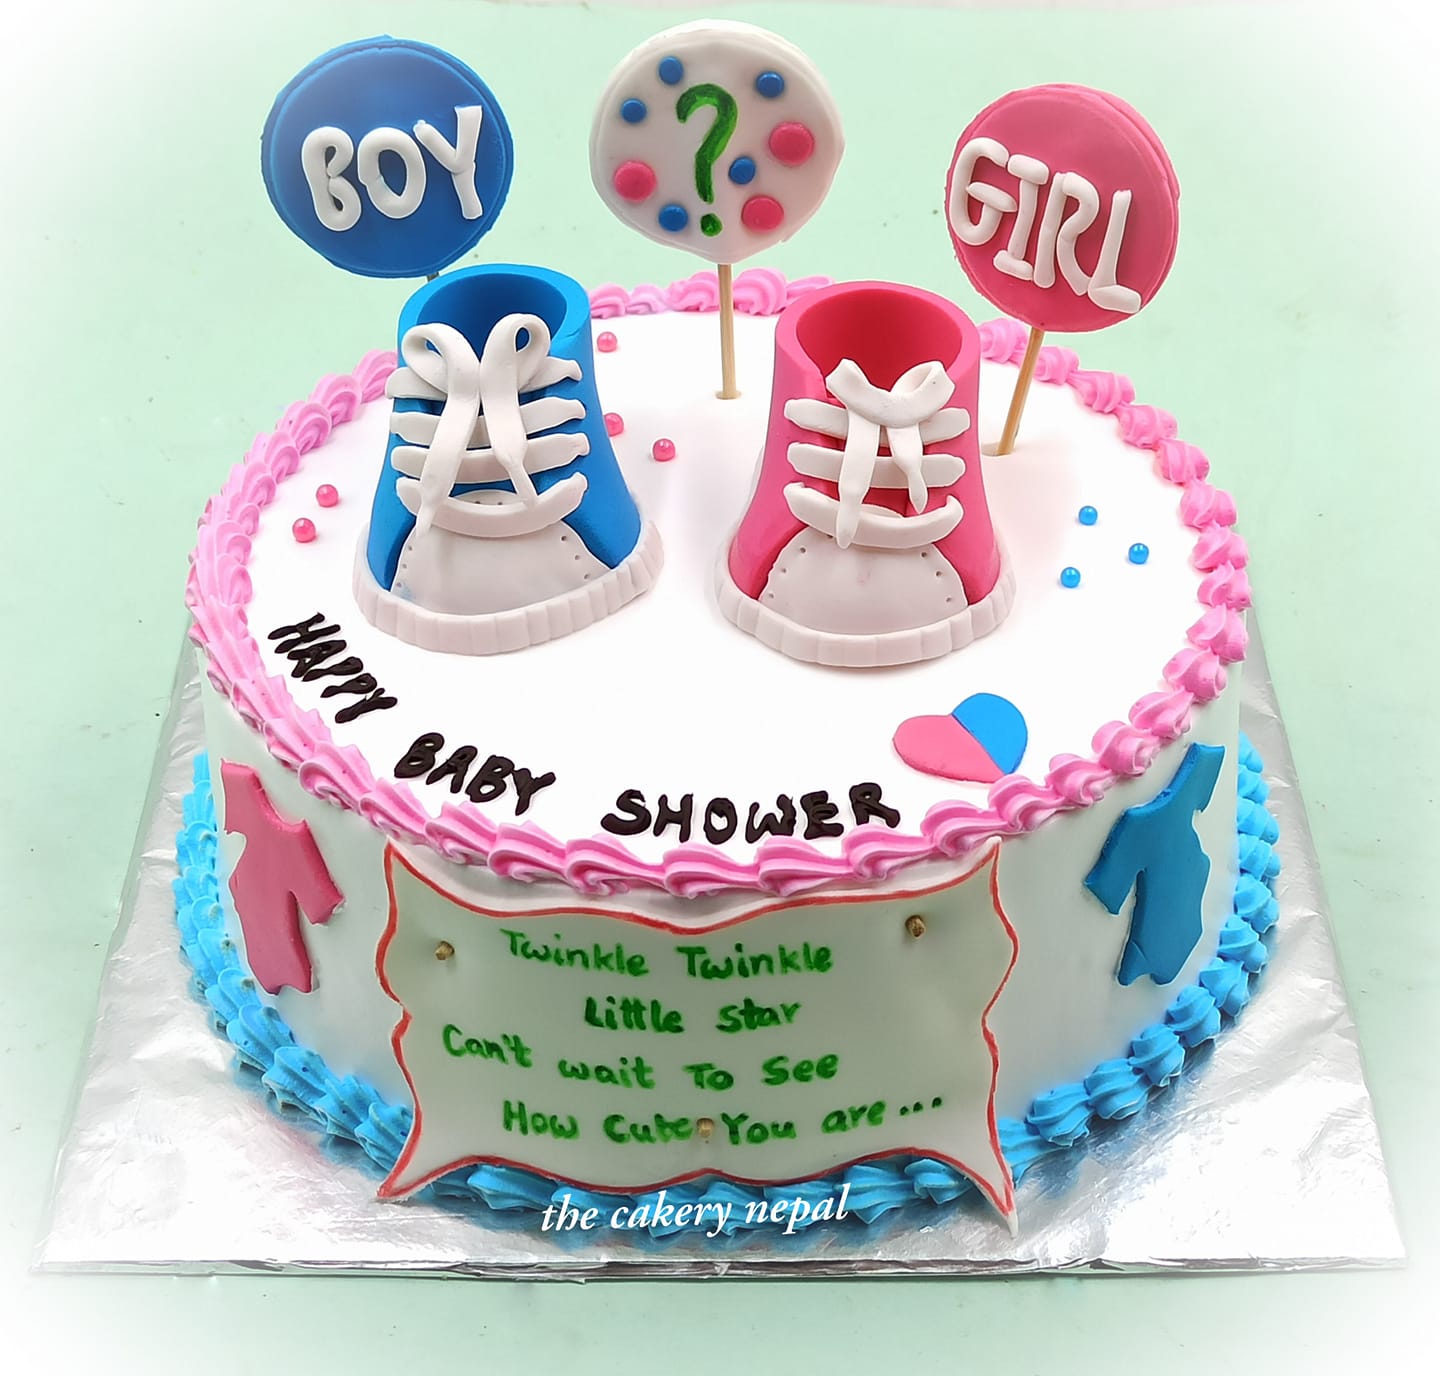 BOY
?
GIRL
HAPPY BABY SHOWER
Twinkle Twinkle
Little Star
Can't wait To See
How Cute You are...
the cakery nepal